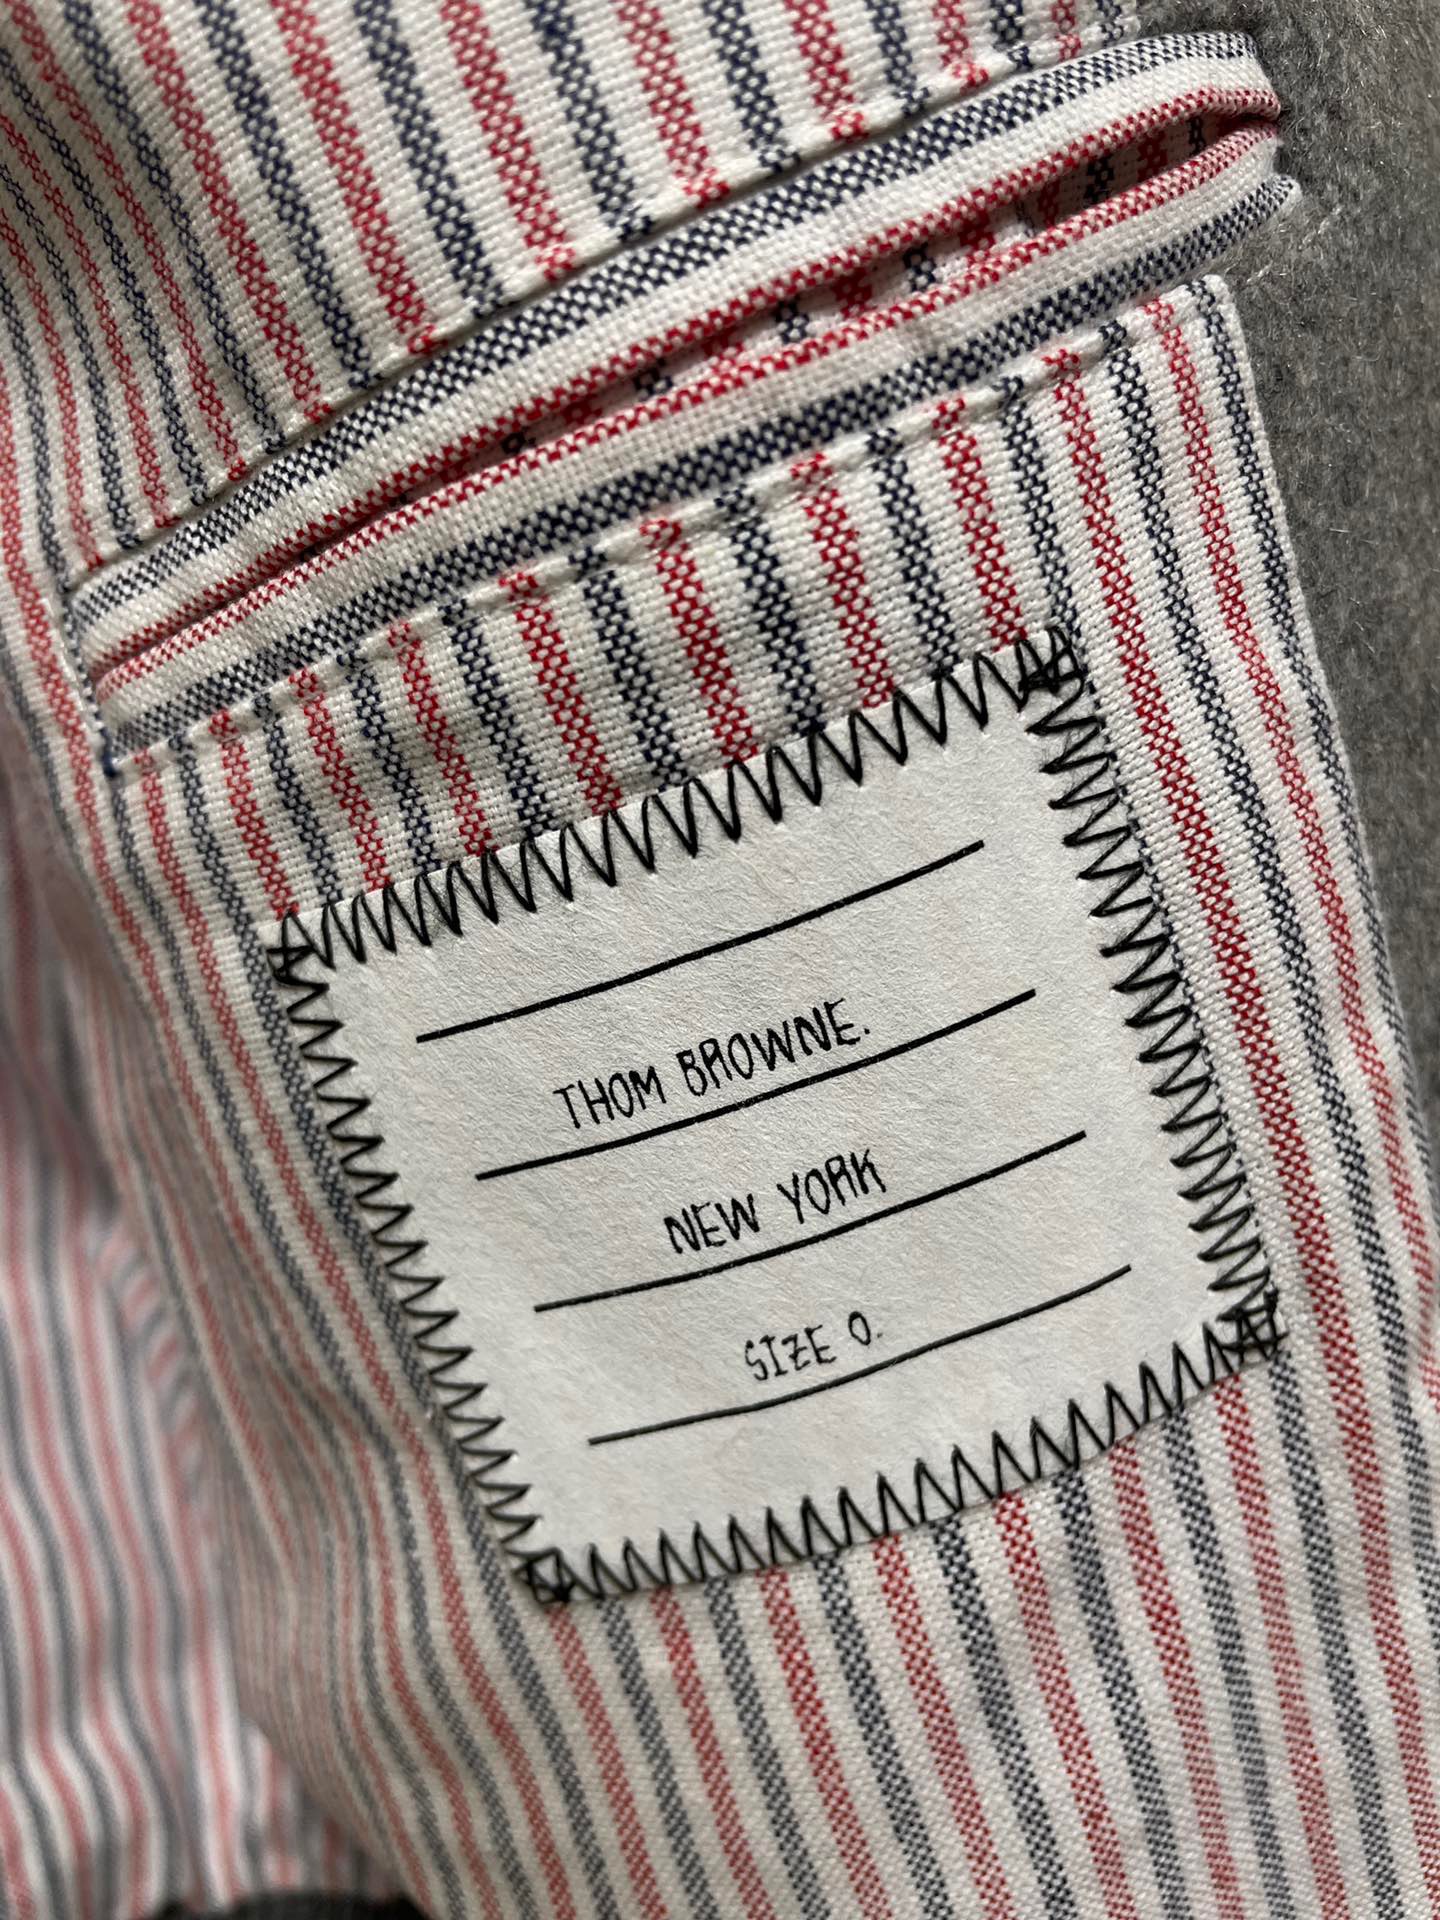 THOM BROWNE.
NEW YORK
SIZE 0.